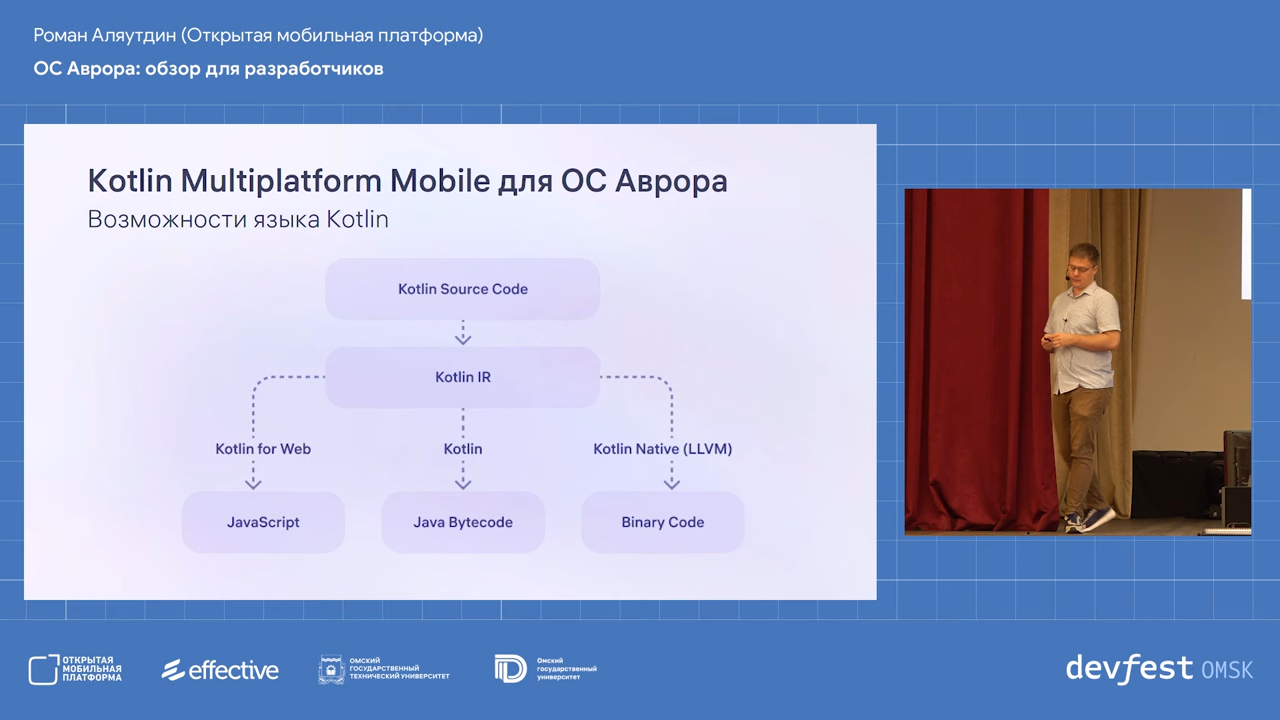 Роман Аляутдин (Открытая мобильная платформа)
ОС Аврора: обзор для разработчиков
Kotlin Multiplatform Mobile для ОС Аврора
Возможности языка Kotlin
Kotlin Source Code
Kotlin IR
Kotlin for Web
Kotlin
Kotlin Native (LLVM)
JavaScript
Java Bytecode
Binary Code
ОТКРЫТАЯ
МОБИЛЬНАЯ
ПЛАТФОРМА
effective
ОМСКИЙ
ГОСУДАРСТВЕННЫЙ
ТЕХНИЧЕСКИЙ УНИВЕРСИТЕТ
Омский
государственный
университет
devfest OMSK